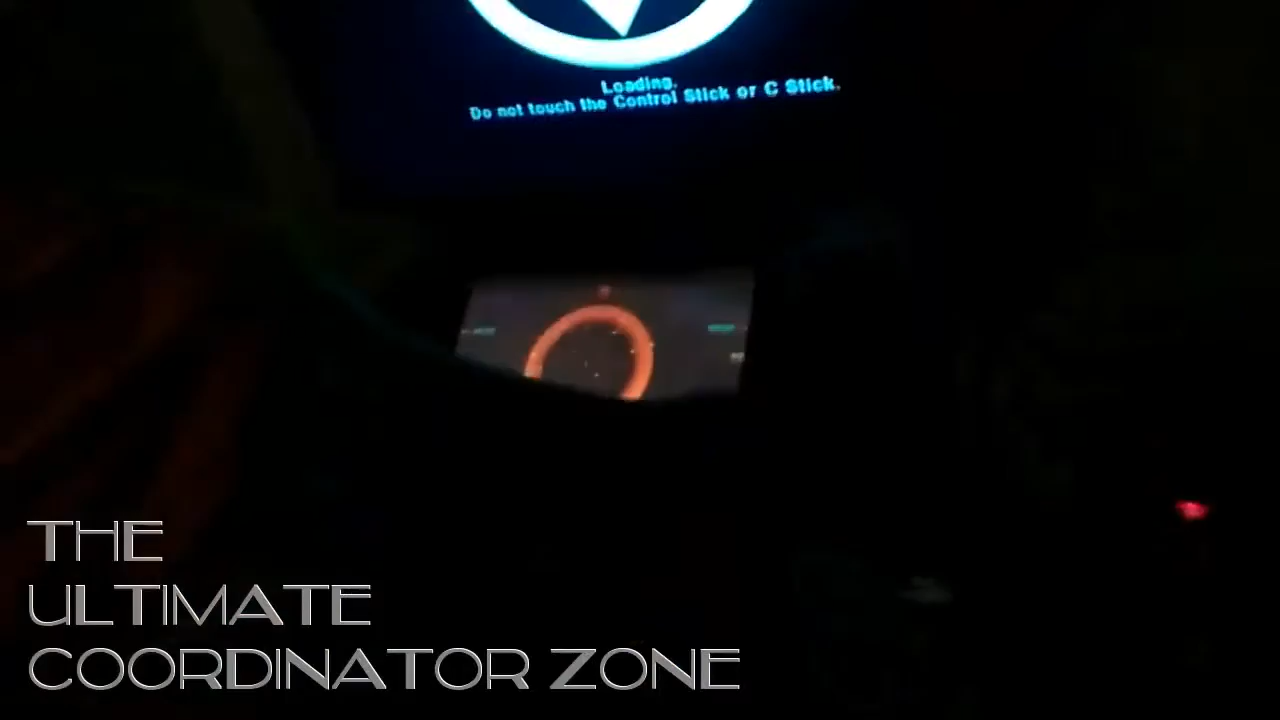 Loading.
Do not touch the Control Stick or C Stick.
THE
ULTIMATE
COORDINATOR ZONE